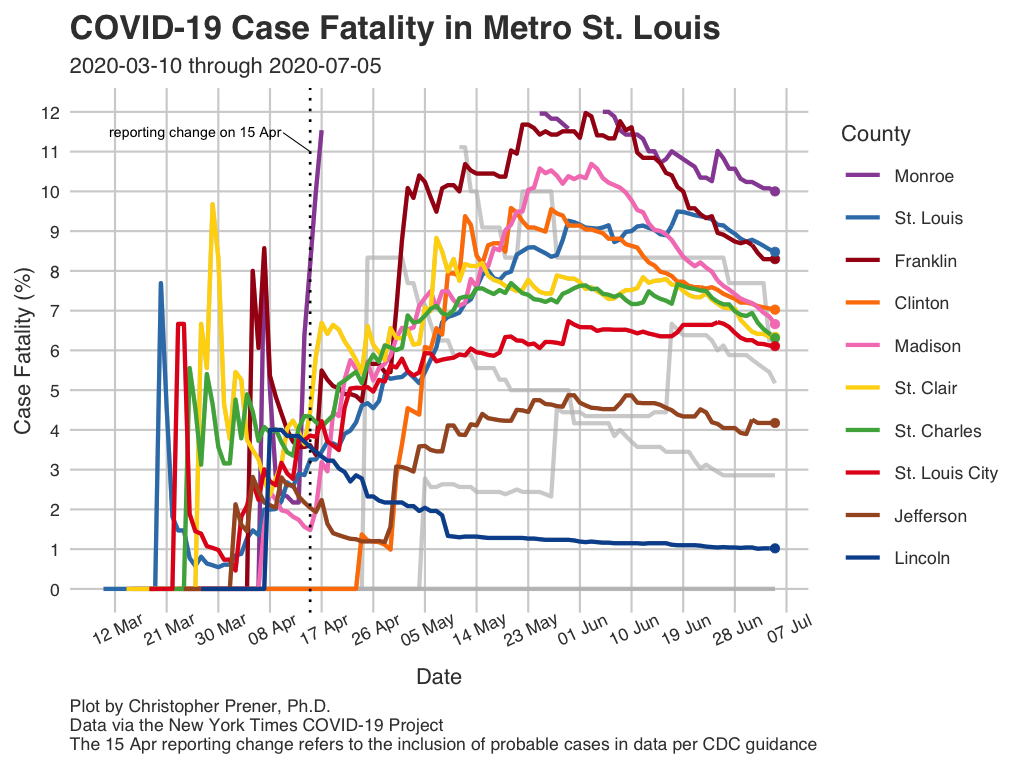 COVID-19 Case Fatality in Metro St. Louis
2020-03-10 through 2020-07-05
Case Fatality (%)
12
11
10
9
8
7
6
5
4
3
2
1
0
reporting change on 15 Apr
12 Mar
21 Mar
30 Mar
08 Apr
17 Apr
26 Apr
05 May
14 May
23 May
01 Jun
10 Jun
19 Jun
28 Jun
07 Jul
Date
County
Monroe
St. Louis
Franklin
Clinton
Madison
St. Clair
St. Charles
St. Louis City
Jefferson
Lincoln
Plot by Christopher Prener, Ph.D.
Data via the New York Times COVID-19 Project
The 15 Apr reporting change refers to the inclusion of probable cases in data per CDC guidance